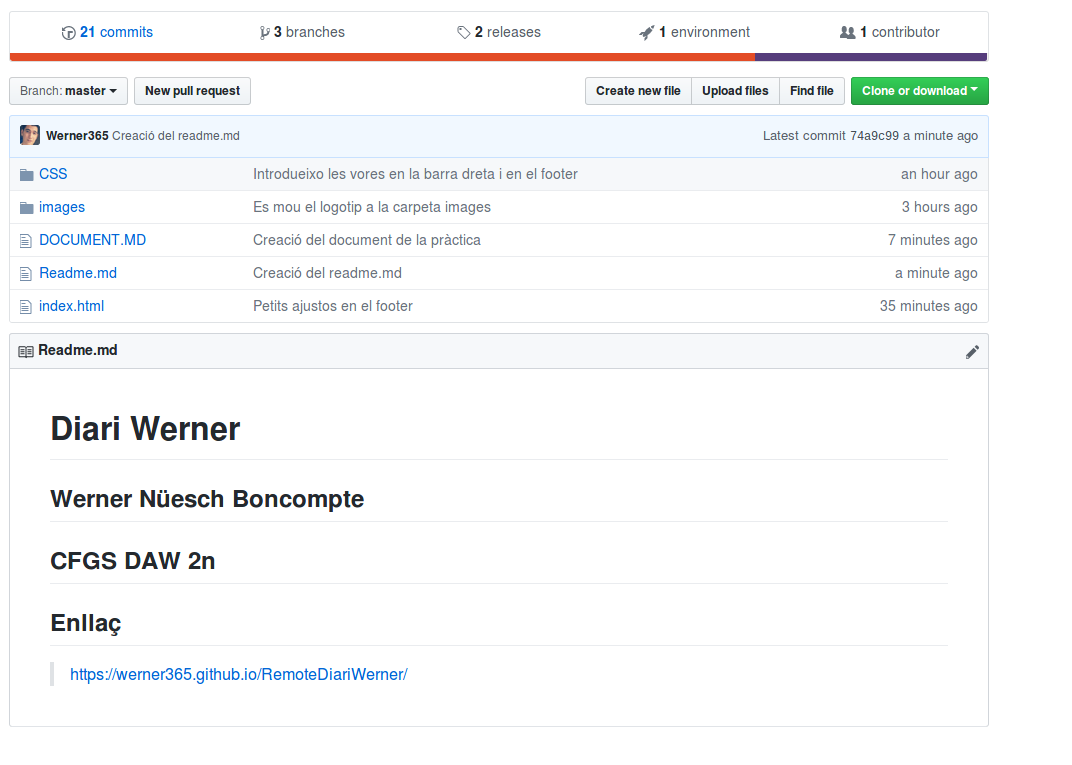 21 commits 3 branches 2 releases 1 environment 1 contributor
Branch: master New pull request Create new file Upload files Find file Clone or download
Werner365 Creació del readme.md Latest commit 74a9c99 a minute ago
CSS Introdueixo les vores en la barra dreta i en el footer an hour ago
images Es mou el logotip a la carpeta images 3 hours ago
DOCUMENT.MD Creació del document de la pràctica 7 minutes ago
Readme.md Creació del readme.md a minute ago
index.html Petits ajustos en el footer 35 minutes ago
Readme.md
Diari Werner
Werner Nüesch Boncompte
CFGS DAW 2n
Enllaç
https://werner365.github.io/RemoteDiariWerner/